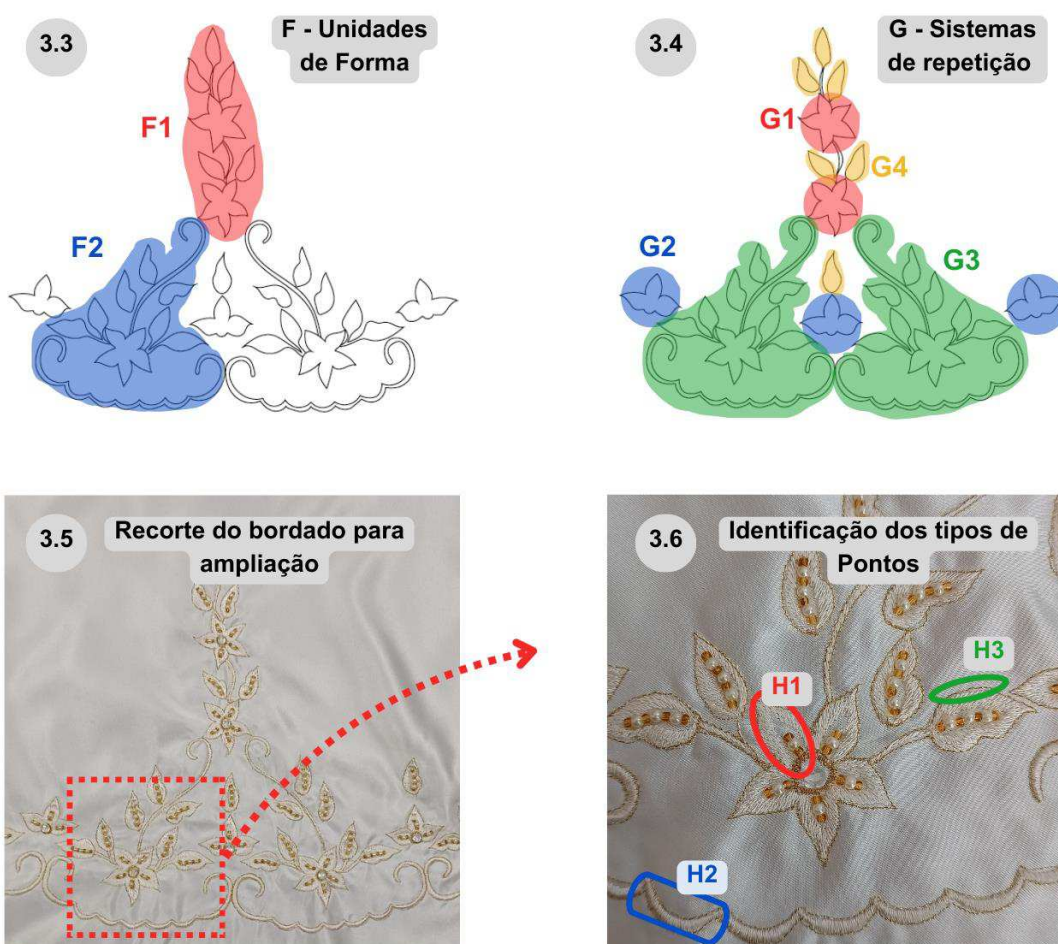 3.3
F - Unidades
de Forma
F1
F2
3.4
G - Sistemas
de repetição
G1
G4
G2
G3
3.5
Recorte do bordado para
ampliação
3.6
Identificação dos tipos de
Pontos
H1
H3
H2